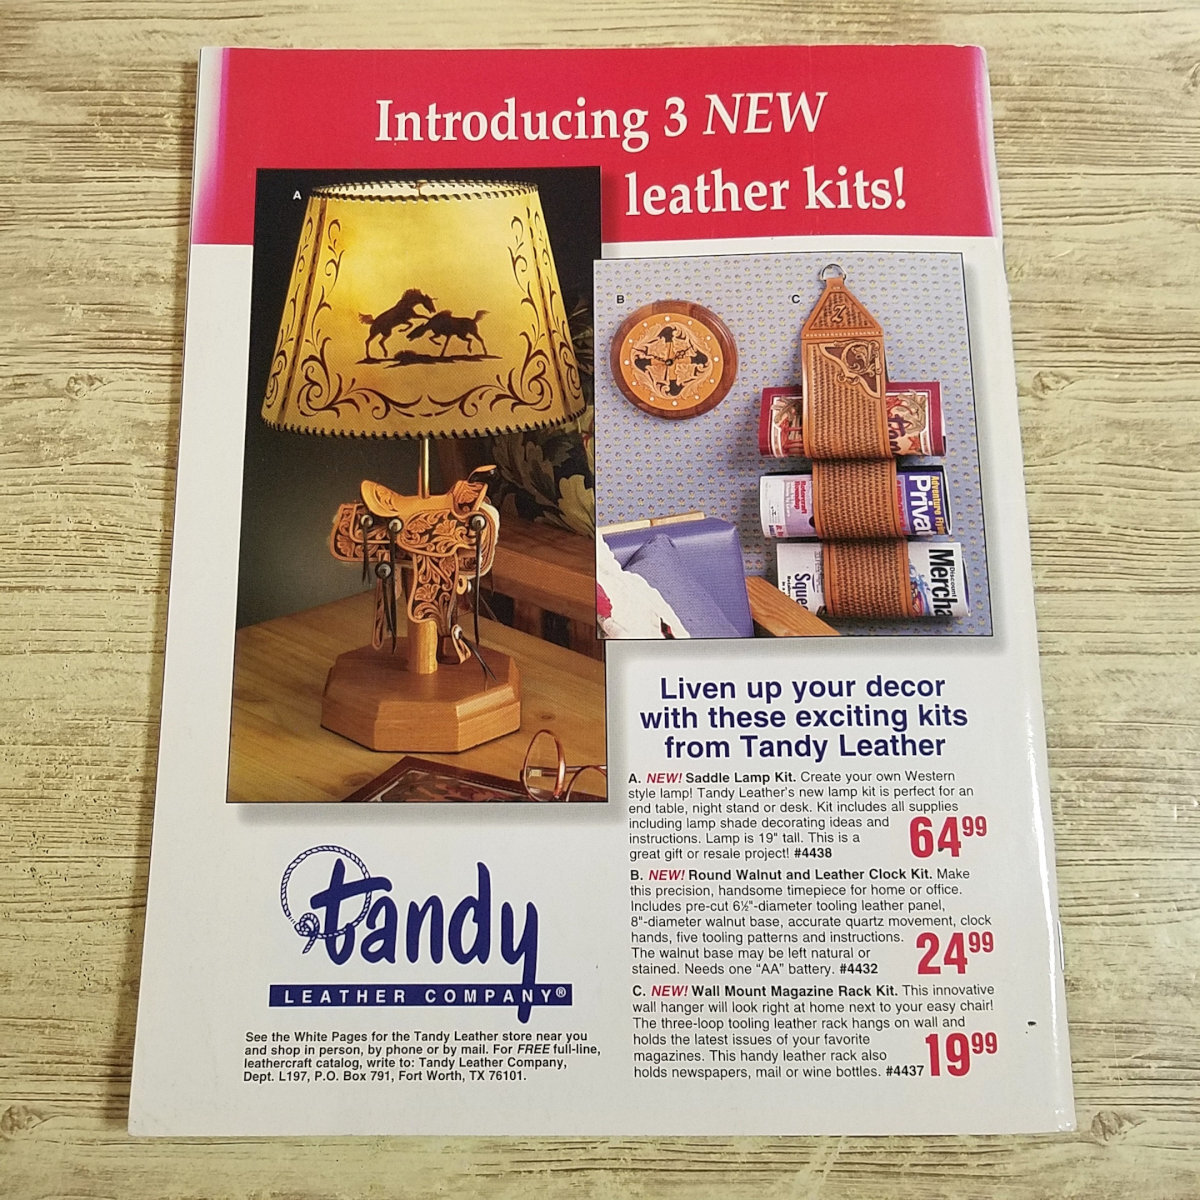 Introducing 3 NEW
leather kits!
A
B
C
Z
Priva
Adventure
Mercha
Discount
Sque
Liven up your decor
with these exciting kits
from Tandy Leather
A. NEW! Saddle Lamp Kit. Create your own Western
style lamp! Tandy Leather's new lamp kit is perfect for an
end table, night stand or desk. Kit includes all supplies
including lamp shade decorating ideas and
instructions. Lamp is 19" tall. This is a
great gift or resale project! #4438
64.99
B. NEW! Round Walnut and Leather Clock Kit. Make
this precision, handsome timepiece for home or office.
Includes pre-cut 6½"-diameter tooling leather panel,
8"-diameter walnut base, accurate quartz movement, clock
hands, five tooling patterns and instructions.
The walnut base may be left natural or
stained. Needs one "AA" battery. #4432
24.99
C. NEW! Wall Mount Magazine Rack Kit. This innovative
wall hanger will look right at home next to your easy chair!
The three-loop tooling leather rack hangs on wall and
holds the latest issues of your favorite
magazines. This handy leather rack also
holds newspapers, mail or wine bottles. #4437
19.99
tandy
LEATHER COMPANY®
See the White Pages for the Tandy Leather store near you
and shop in person, by phone or by mail. For FREE full-line,
leathercraft catalog, write to: Tandy Leather Company,
Dept. L197, P.O. Box 791, Fort Worth, TX 76101.